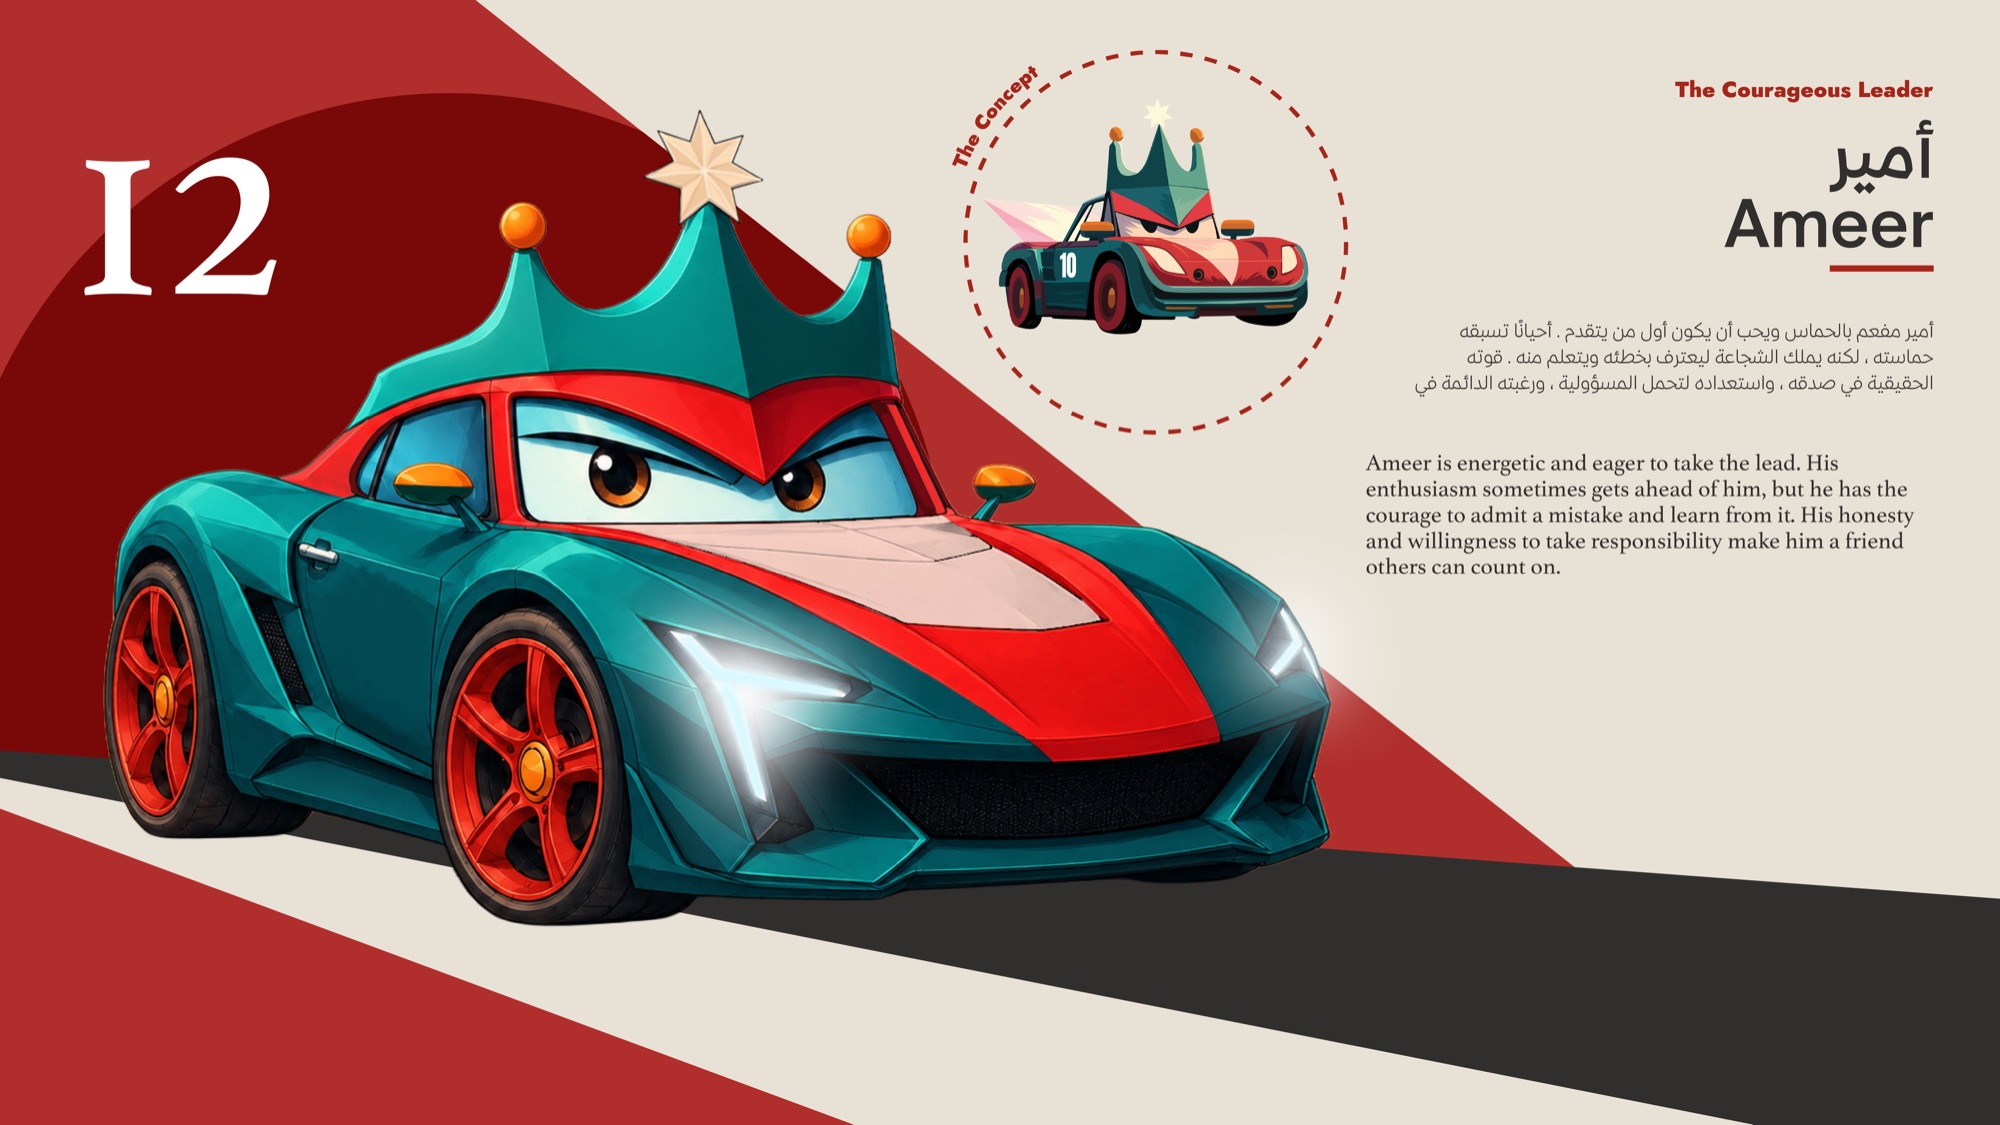 12
The Concept
10
The Courageous Leader
أمير
Ameer
أمير مفعم بالحماس ويحب أن يكون أول من يتقدم . أحيانًا تسبقه
حماسته ، لكنه يملك الشجاعة ليعترف بخطئه ويتعلم منه . قوته
الحقيقية في صدقه ، واستعداده لتحمل المسؤولية ، ورغبته الدائمة في
Ameer is energetic and eager to take the lead. His
enthusiasm sometimes gets ahead of him, but he has the
courage to admit a mistake and learn from it. His honesty
and willingness to take responsibility make him a friend
others can count on.